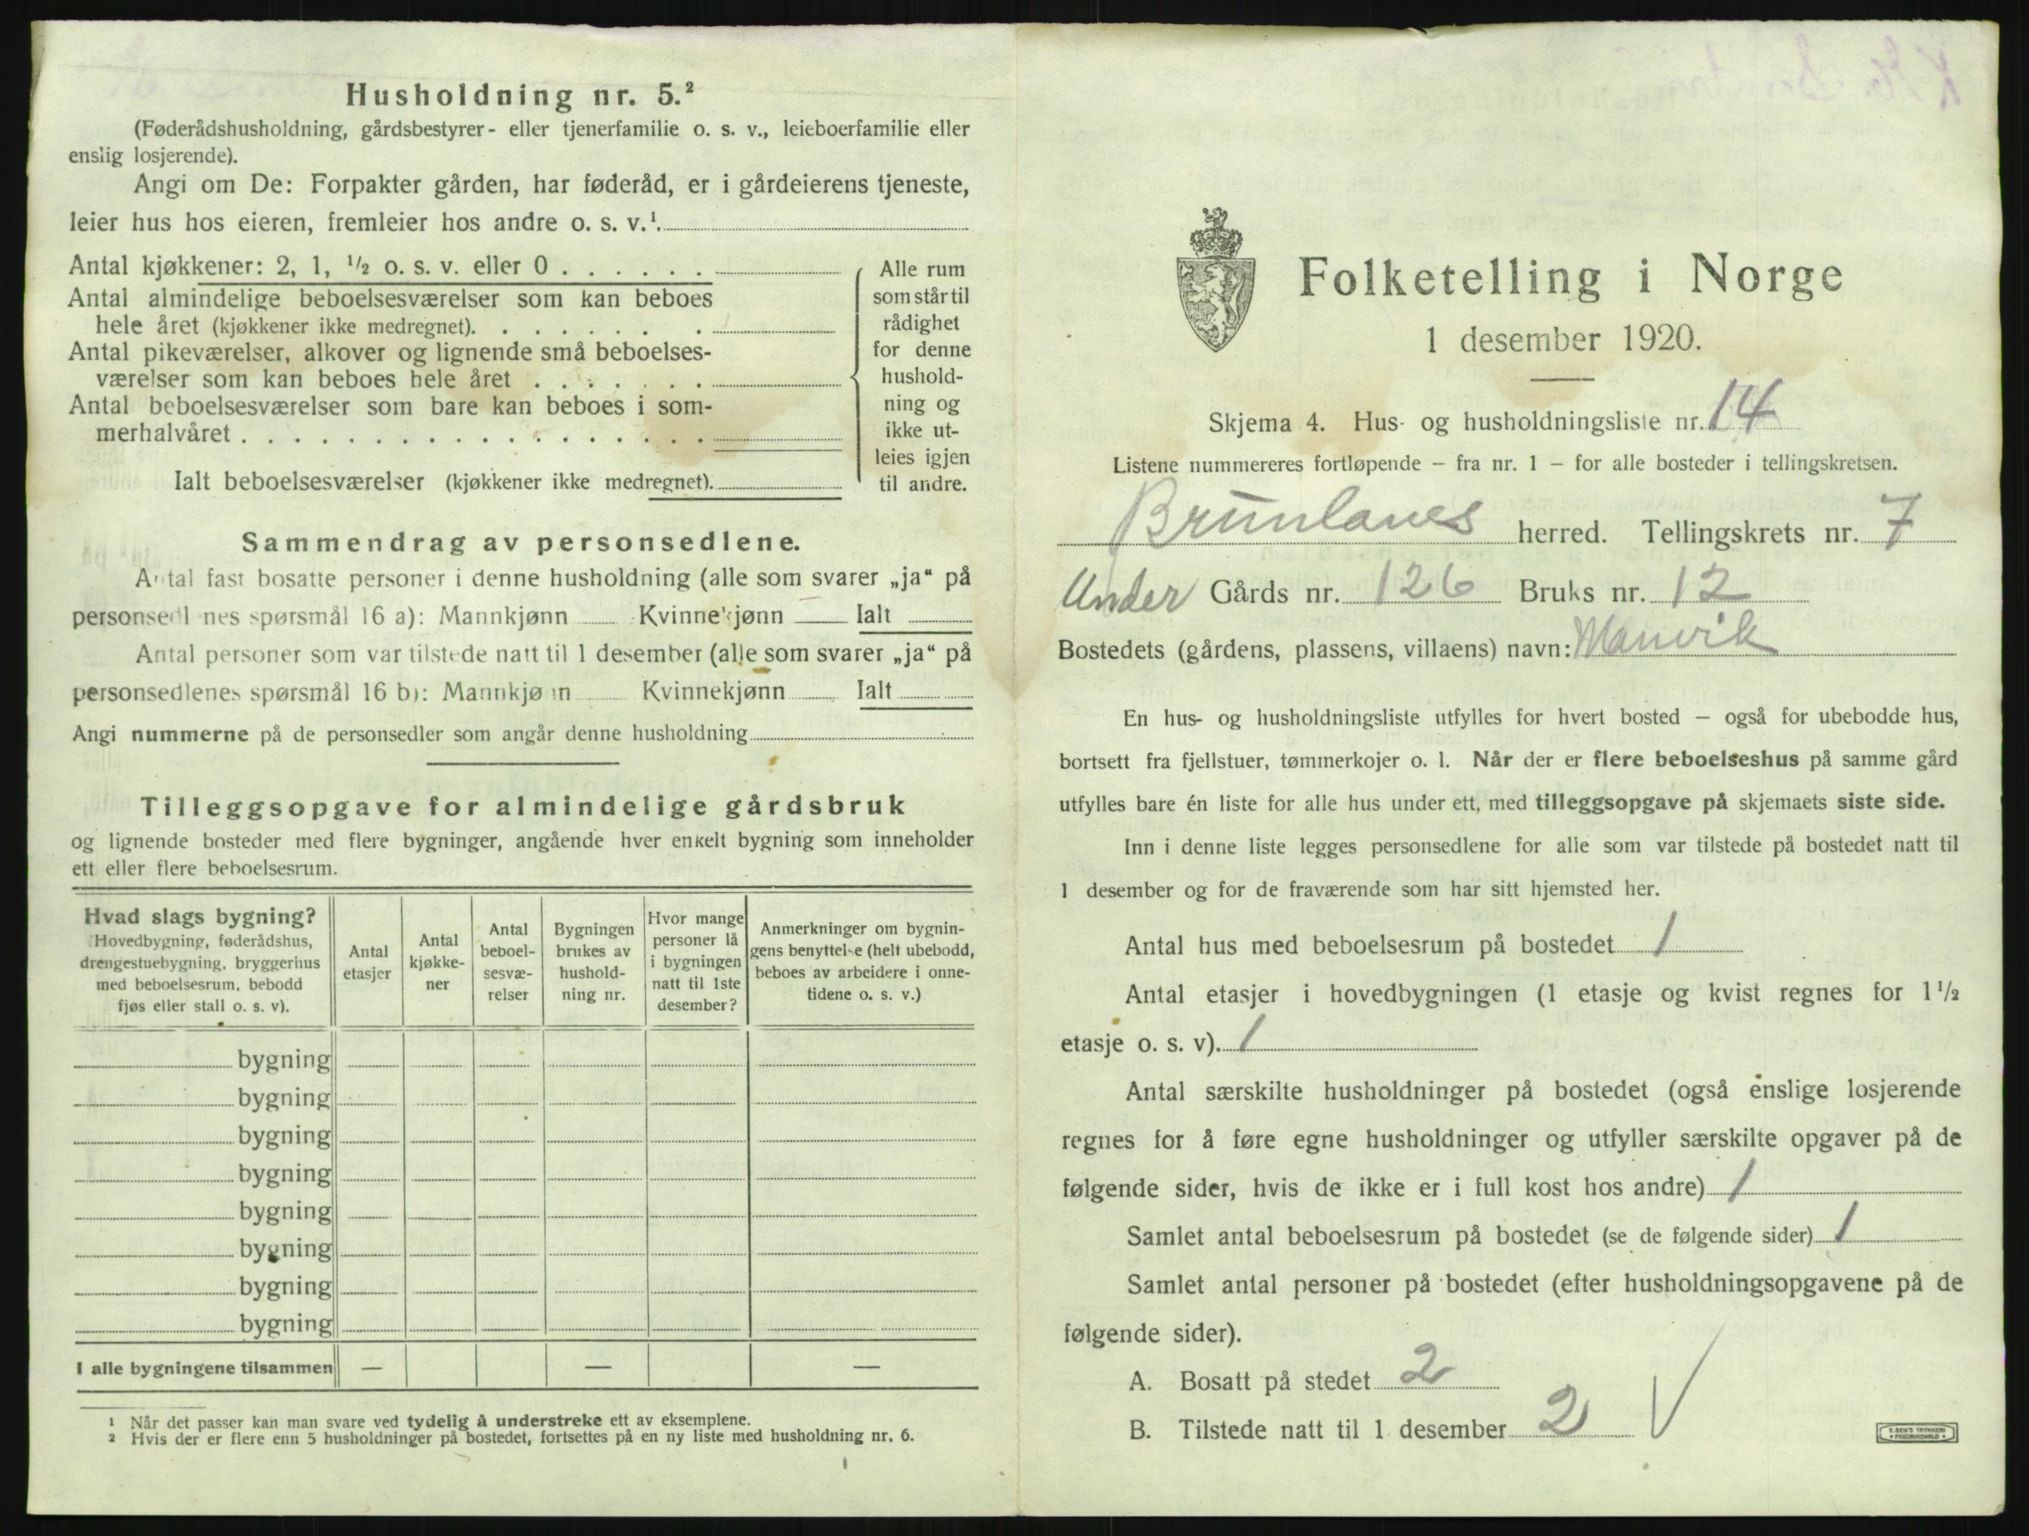 Husholdning nr. 5.²
(Føderådshusholdning, gårdsbestyrer- eller tjenerfamilie o. s. v., leieboerfamilie eller
enslig losjerende).
Angi om De: Forpakter gården, har føderåd, er i gårdeierens tjeneste,
leier hus hos eieren, fremleier hos andre o. s. v.¹.
Antal kjøkkener: 2, 1, ½ o. s. v. eller 0 . . . . . .
Antal almindelige beboelsesværelser som kan beboes
hele året (kjøkkener ikke medregnet). . . . . . .
Antal pikeværelser, alkover og lignende små beboelses-
værelser som kan beboes hele året . . . . . . .
Antal beboelsesværelser som bare kan beboes i som-
merhalvåret . . . . . . . . . . . . . . . . . .
Ialt beboelsesværelser (kjøkkener ikke medregnet).
Alle rum
som står til
rådighet
for denne
hushold-
ning og
ikke ut-
leies igjen
til andre.
Sammendrag av personsedlene.
Antal fast bosatte personer i denne husholdning (alle som svarer „ja“ på
personsedlenes spørsmål 16 a): Mannkjønn Kvinnekjønn Ialt
Antal personer som var tilstede natt til 1 desember (alle som svarer „ja“ på
personsedlenes spørsmål 16 b): Mannkjønn Kvinnekjønn Ialt
Angi nummerne på de personsedler som angår denne husholdning
Tilleggsopgave for almindelige gårdsbruk
og lignende bosteder med flere bygninger, angående hver enkelt bygning som inneholder
ett eller flere beboelsesrum.
Hvad slags bygning?
(Hovedbygning, føderådshus,
drengestuebygning, bryggerhus
med beboelsesrum, bebodd
fjøs eller stall o. s. v).
Antal
etasjer
Antal
kjøkke-
ner
Antal
beboel-
sesvæ-
relser
Bygningen
brukes av
hushold-
ning nr.
Hvor mange
personer lå
i bygningen
natt til 1ste
desember?
Anmerkninger om bygnin-
gens benyttelse (helt ubebodd,
beboes av arbeidere i onne-
tidene o. s. v.)
bygning
bygning
bygning
bygning
bygning
bygning
bygning
bygning
I alle bygningene tilsammen — — —
¹ Når det passer kan man svare ved tydelig å understreke ett av eksemplene.
² Hvis der er flere enn 5 husholdninger på bostedet, fortsettes på en ny liste med husholdning nr. 6.
Folketelling i Norge
1 desember 1920.
Skjema 4. Hus- og husholdningsliste nr. 14
Listene nummereres fortløpende – fra nr. 1 – for alle bosteder i tellingskretsen.
Brunlanes herred. Tellingskrets nr. 7
Under Gårds nr. 126 Bruks nr. 12
Bostedets (gårdens, plassens, villaens) navn: Manvik
En hus- og husholdningsliste utfylles for hvert bosted – også for ubebodde hus,
bortsett fra fjellstuer, tømmerkojer o. l. Når der er flere beboelseshus på samme gård
utfylles bare én liste for alle hus under ett, med tilleggsopgave på skjemaets siste side.
Inn i denne liste legges personsedlene for alle som var tilstede på bostedet natt til
1 desember og for de fraværende som har sitt hjemsted her.
Antal hus med beboelsesrum på bostedet 1
Antal etasjer i hovedbygningen (1 etasje og kvist regnes for 1½
etasje o. s. v). 1
Antal særskilte husholdninger på bostedet (også enslige losjerende
regnes for å føre egne husholdninger og utfyller særskilte opgaver på de
følgende sider, hvis de ikke er i full kost hos andre) 1
Samlet antal beboelsesrum på bostedet (se de følgende sider) 1
Samlet antal personer på bostedet (efter husholdningsopgavene på de
følgende sider).
A. Bosatt på stedet 2
B. Tilstede natt til 1 desember 2